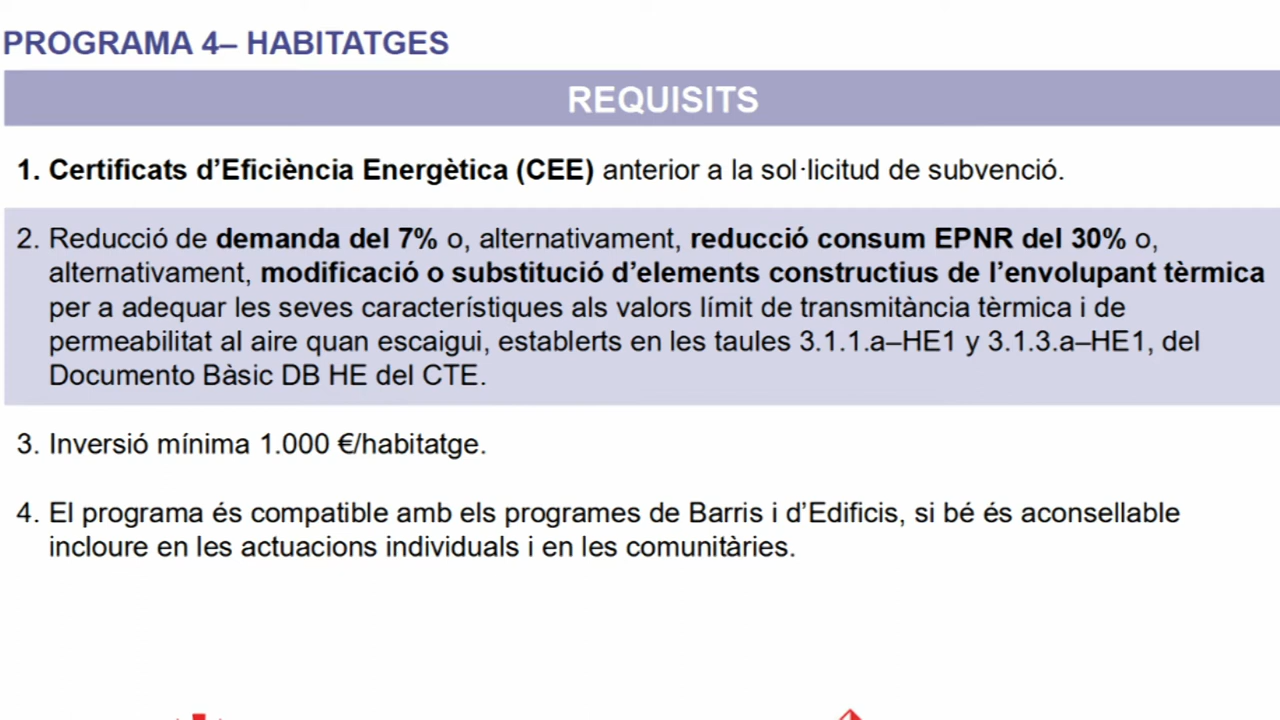 PROGRAMA 4– HABITATGES
REQUISITS
1. Certificats d’Eficiència Energètica (CEE) anterior a la sol·licitud de subvenció.
2. Reducció de demanda del 7% o, alternativament, reducció consum EPNR del 30% o,
alternativament, modificació o substitució d’elements constructius de l’envolupant tèrmica
per a adequar les seves característiques als valors límit de transmitància tèrmica i de
permeabilitat al aire quan escaigui, establerts en les taules 3.1.1.a–HE1 y 3.1.3.a–HE1, del
Documento Bàsic DB HE del CTE.
3. Inversió mínima 1.000 €/habitatge.
4. El programa és compatible amb els programes de Barris i d’Edificis, si bé és aconsellable
incloure en les actuacions individuals i en les comunitàries.